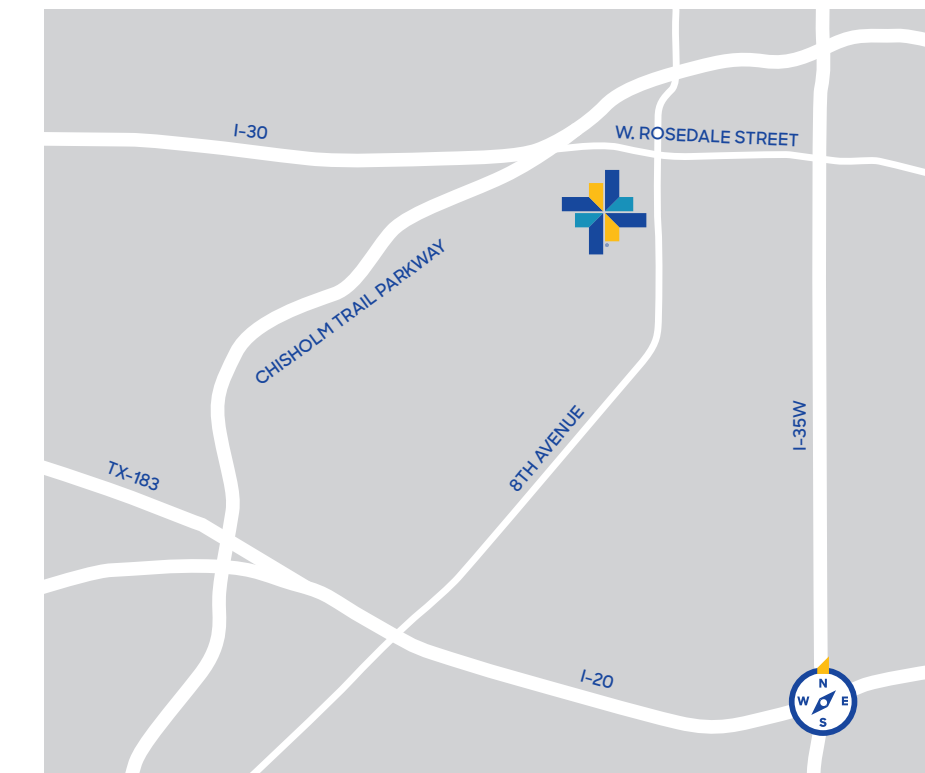 I-30
W. ROSEDALE STREET
CHISHOLM TRAIL PARKWAY
8TH AVENUE
I-35W
TX-183
I-20
N
W E
S